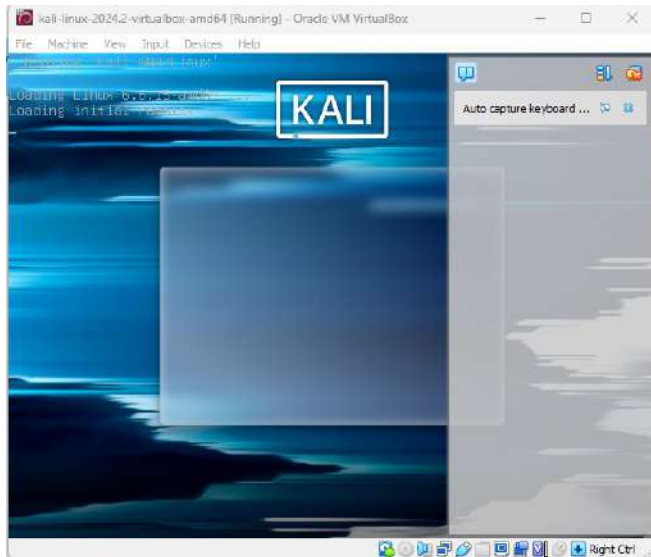 kali-linux-2024.2-virtualbox-amd64 [Running] - Oracle VM VirtualBox
File Machine View Input Devices Help
Loading Linux
Loading initial
KALI
Auto capture keyboard ...
Right Ctrl